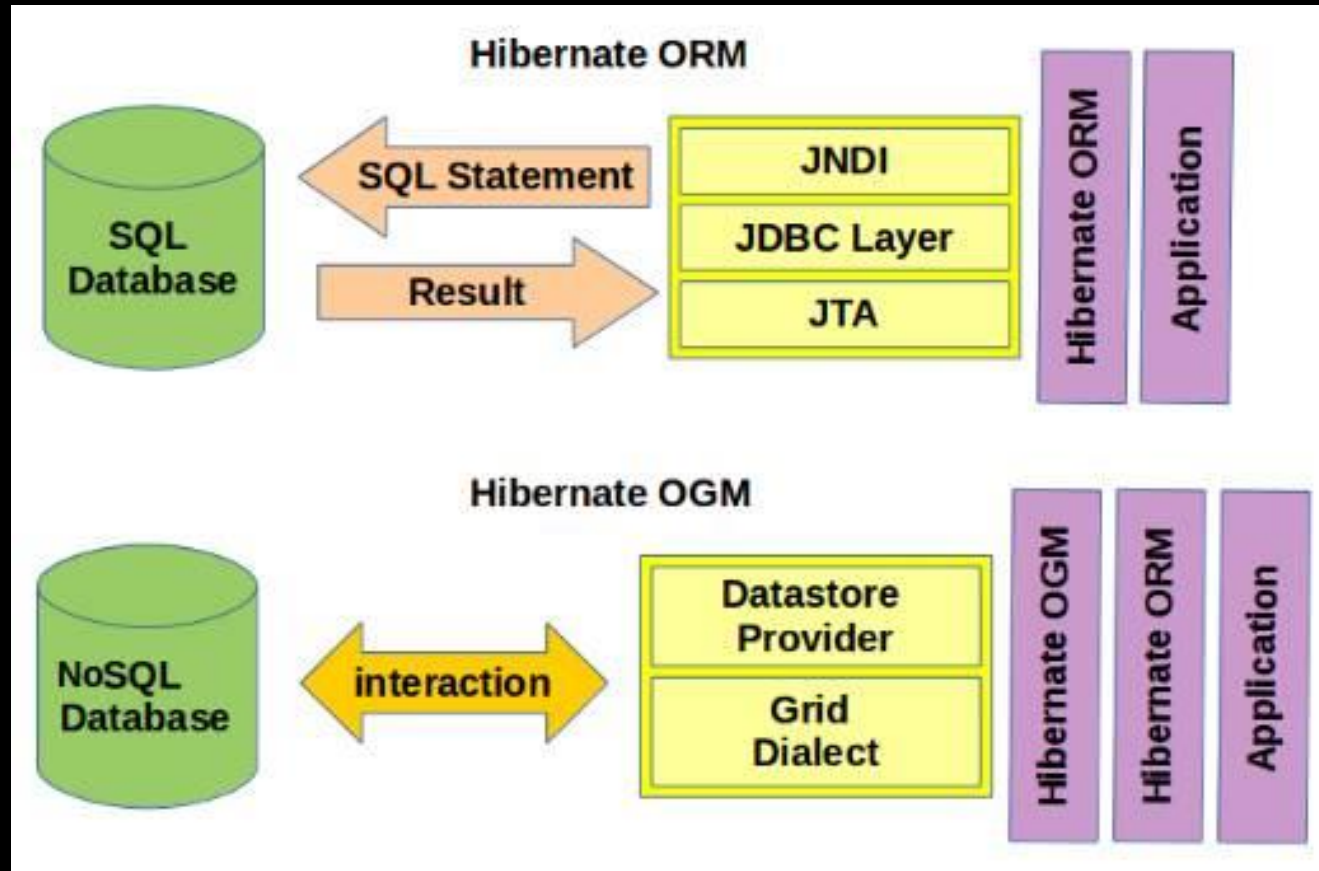 Hibernate ORM
SQL
Database
SQL Statement
Result
JNDI
JDBC Layer
JTA
Hibernate ORM
Application
Hibernate OGM
NoSQL
Database
interaction
Datastore
Provider
Grid
Dialect
Hibernate OGM
Hibernate ORM
Application